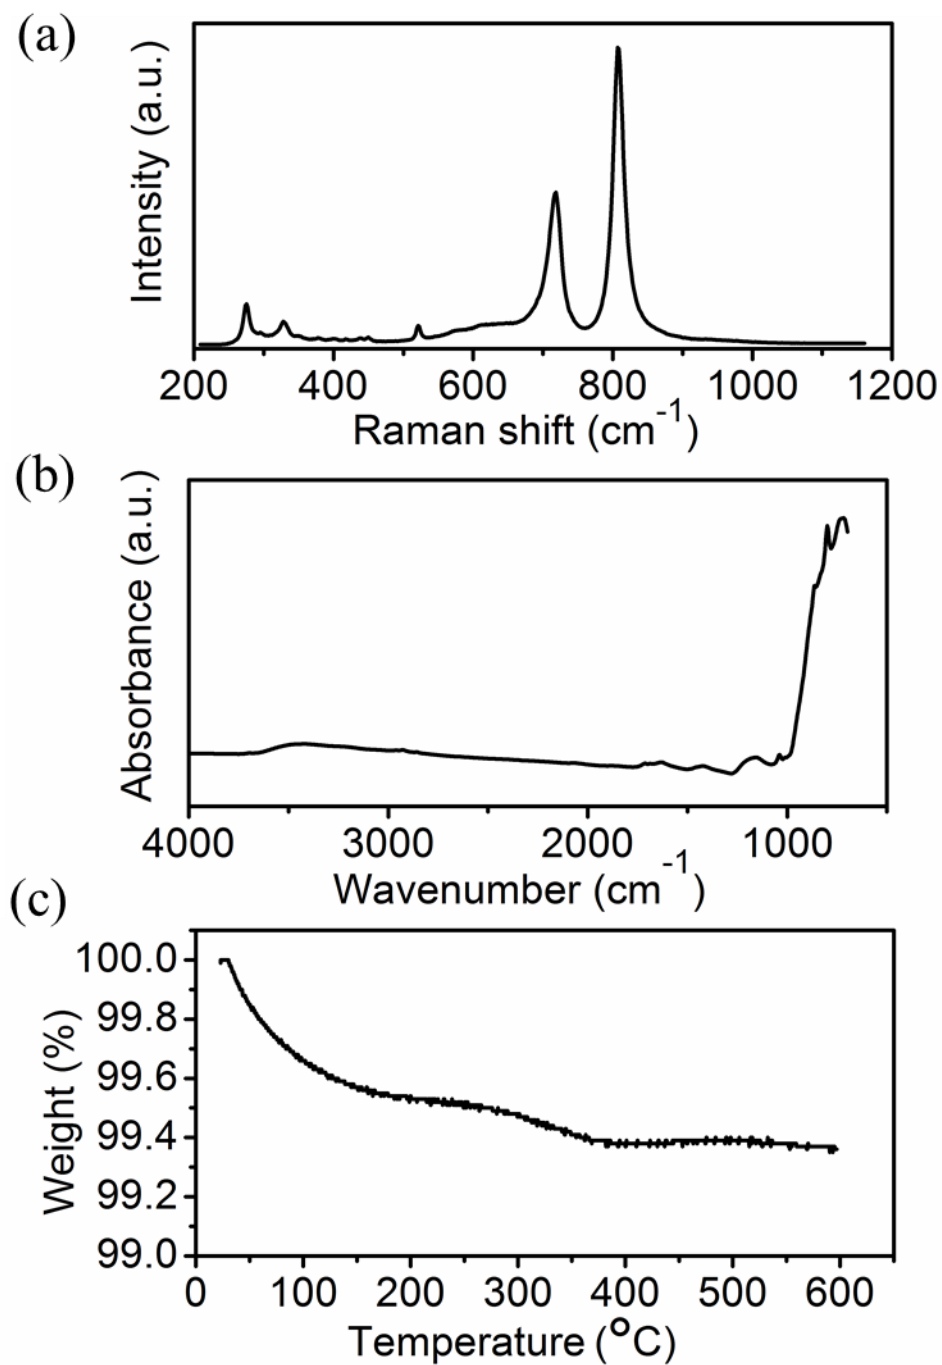 (a)
Intensity (a.u.)
200 400 600 800 1000 1200
Raman shift (cm-1)
(b)
Absorbance (a.u.)
4000 3000 2000 1000
Wavenumber (cm-1)
(c)
Weight (%)
100.0
99.8
99.6
99.4
99.2
99.0
0 100 200 300 400 500 600
Temperature (°C)